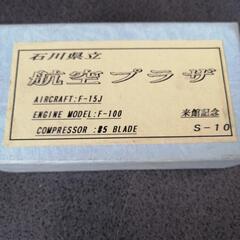 石川県立
航空プラザ
AIRCRAFT:F-15J
ENGINE MODEL:F-100 来館記念
COMPRESSOR :#5 BLADE S-10